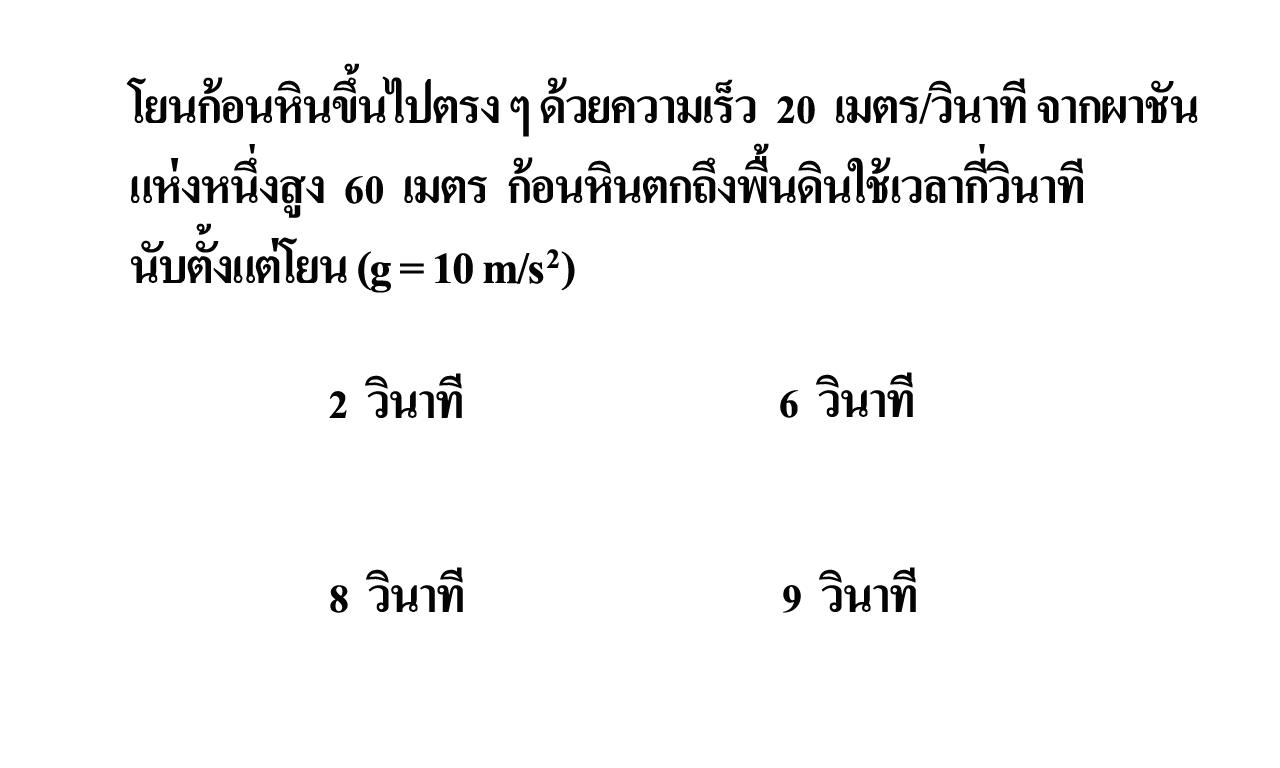 โยนก้อนหินขึ้นไปตรง ๆ ด้วยความเร็ว 20 เมตร/วินาที จากผาชัน
แห่งหนึ่งสูง 60 เมตร ก้อนหินตกถึงพื้นดินใช้เวลากี่วินาที
นับตั้งแต่โยน (g = 10 m/s²)
2 วินาที 6 วินาที
8 วินาที 9 วินาที